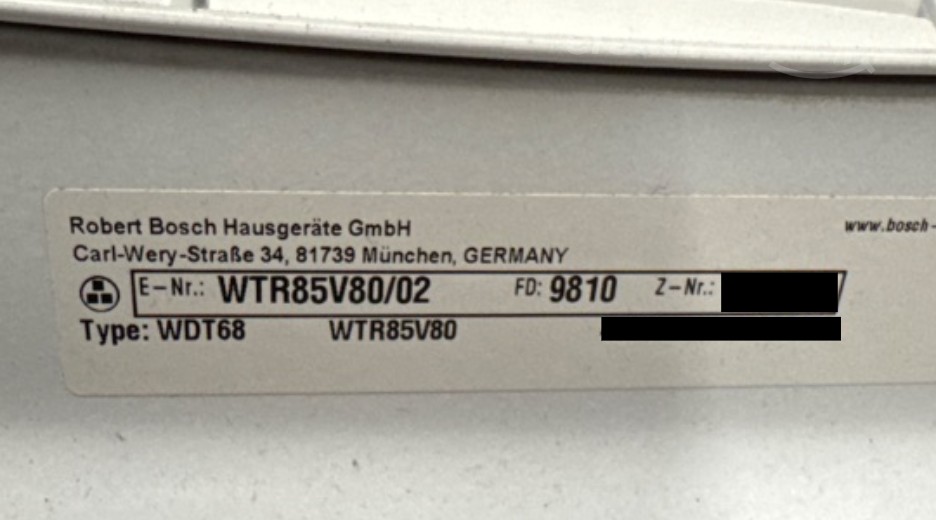 Robert Bosch Hausgeräte GmbH
www.bosch-
Carl-Wery-Straße 34, 81739 München, GERMANY
E-Nr.: WTR85V80/02 FD: 9810 Z-Nr.:
Type: WDT68 WTR85V80